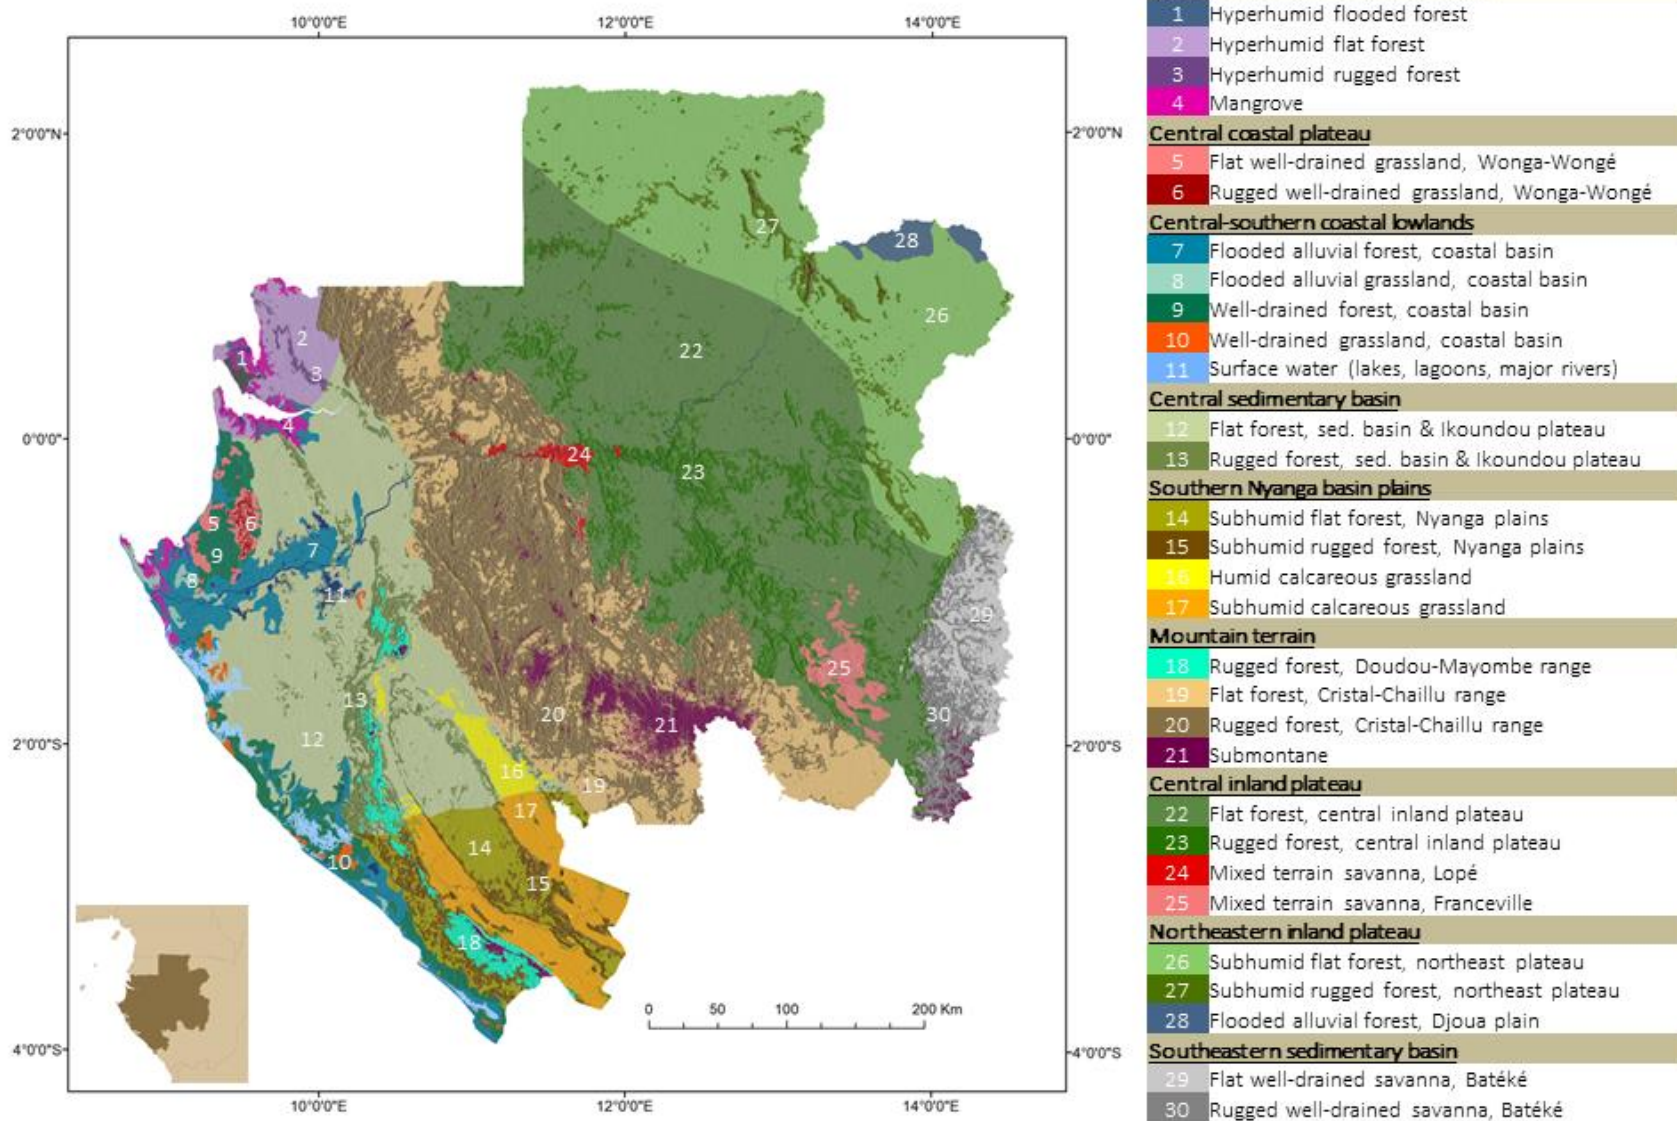 10°0'0"E 12°0'0"E 14°0'0"E
2°0'0"N 2°0'0"N
0°0'0" 0°0'0"
2°0'0"S 2°0'0"S
4°0'0"S 4°0'0"S
10°0'0"E 12°0'0"E 14°0'0"E
27
28
26
2
22
1
3
4
24
23
5
6
7
9
8
11
29
25
13
20
30
21
12
16
19
17
14
10
15
18
0 50 100 200 Km
1 Hyperhumid flooded forest
2 Hyperhumid flat forest
3 Hyperhumid rugged forest
4 Mangrove
Central coastal plateau
5 Flat well-drained grassland, Wonga-Wongé
6 Rugged well-drained grassland, Wonga-Wongé
Central-southern coastal lowlands
7 Flooded alluvial forest, coastal basin
8 Flooded alluvial grassland, coastal basin
9 Well-drained forest, coastal basin
10 Well-drained grassland, coastal basin
11 Surface water (lakes, lagoons, major rivers)
Central sedimentary basin
12 Flat forest, sed. basin & Ikoundou plateau
13 Rugged forest, sed. basin & Ikoundou plateau
Southern Nyanga basin plains
14 Subhumid flat forest, Nyanga plains
15 Subhumid rugged forest, Nyanga plains
16 Humid calcareous grassland
17 Subhumid calcareous grassland
Mountain terrain
18 Rugged forest, Doudou-Mayombe range
19 Flat forest, Cristal-Chaillu range
20 Rugged forest, Cristal-Chaillu range
21 Submontane
Central inland plateau
22 Flat forest, central inland plateau
23 Rugged forest, central inland plateau
24 Mixed terrain savanna, Lopé
25 Mixed terrain savanna, Franceville
Northeastern inland plateau
26 Subhumid flat forest, northeast plateau
27 Subhumid rugged forest, northeast plateau
28 Flooded alluvial forest, Djoua plain
Southeastern sedimentary basin
29 Flat well-drained savanna, Batéké
30 Rugged well-drained savanna, Batéké